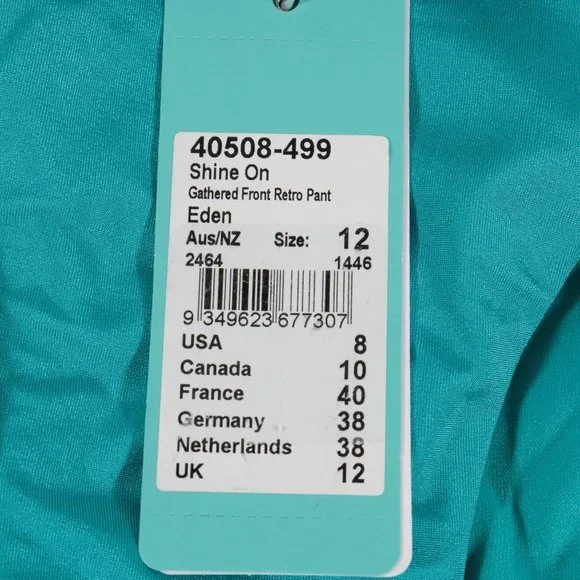 40508-499
Shine On
Gathered Front Retro Pant
Eden
Aus/NZ Size: 12
2464 1446
9 349623 677307
USA 8
Canada 10
France 40
Germany 38
Netherlands 38
UK 12